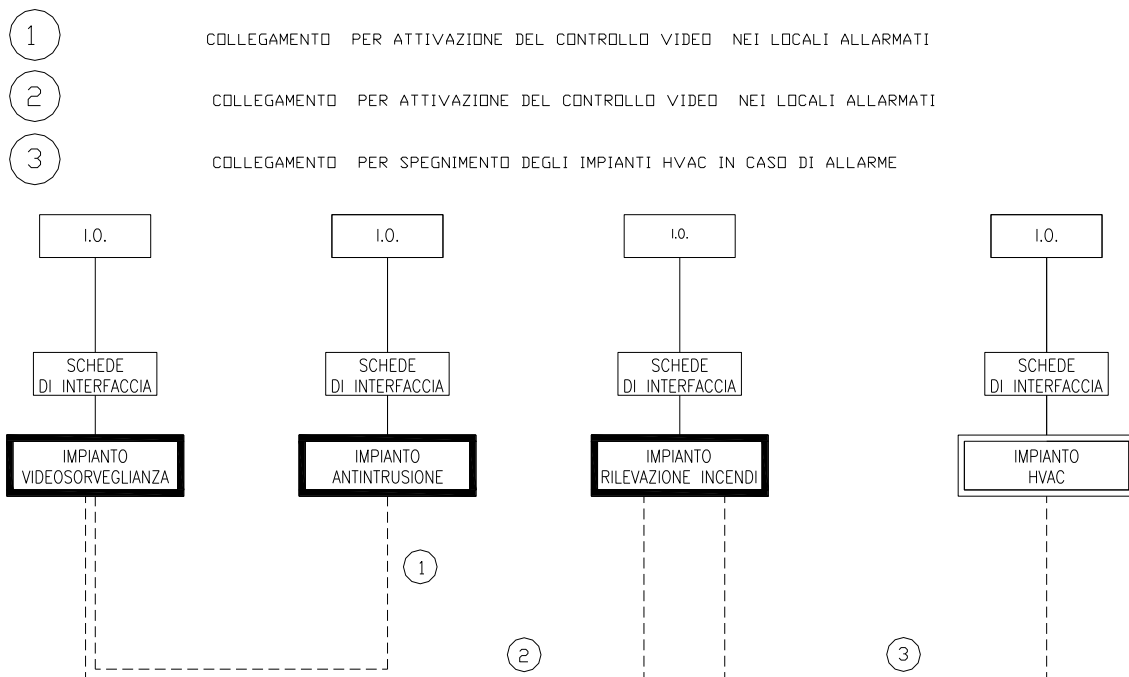 1 COLLEGAMENTO PER ATTIVAZIONE DEL CONTROLLO VIDEO NEI LOCALI ALLARMATI
2 COLLEGAMENTO PER ATTIVAZIONE DEL CONTROLLO VIDEO NEI LOCALI ALLARMATI
3 COLLEGAMENTO PER SPEGNIMENTO DEGLI IMPIANTI HVAC IN CASO DI ALLARME
I.O.
I.O.
I.O.
I.O.
SCHEDE
DI INTERFACCIA
SCHEDE
DI INTERFACCIA
SCHEDE
DI INTERFACCIA
SCHEDE
DI INTERFACCIA
IMPIANTO
VIDEOSORVEGLIANZA
IMPIANTO
ANTINTRUSIONE
IMPIANTO
RILEVAZIONE INCENDI
IMPIANTO
HVAC
1
2
3